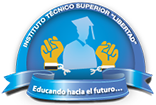 INSTITUTO TÉCNICO SUPERIOR "LIBERTAD"
Educando hacia el futuro...